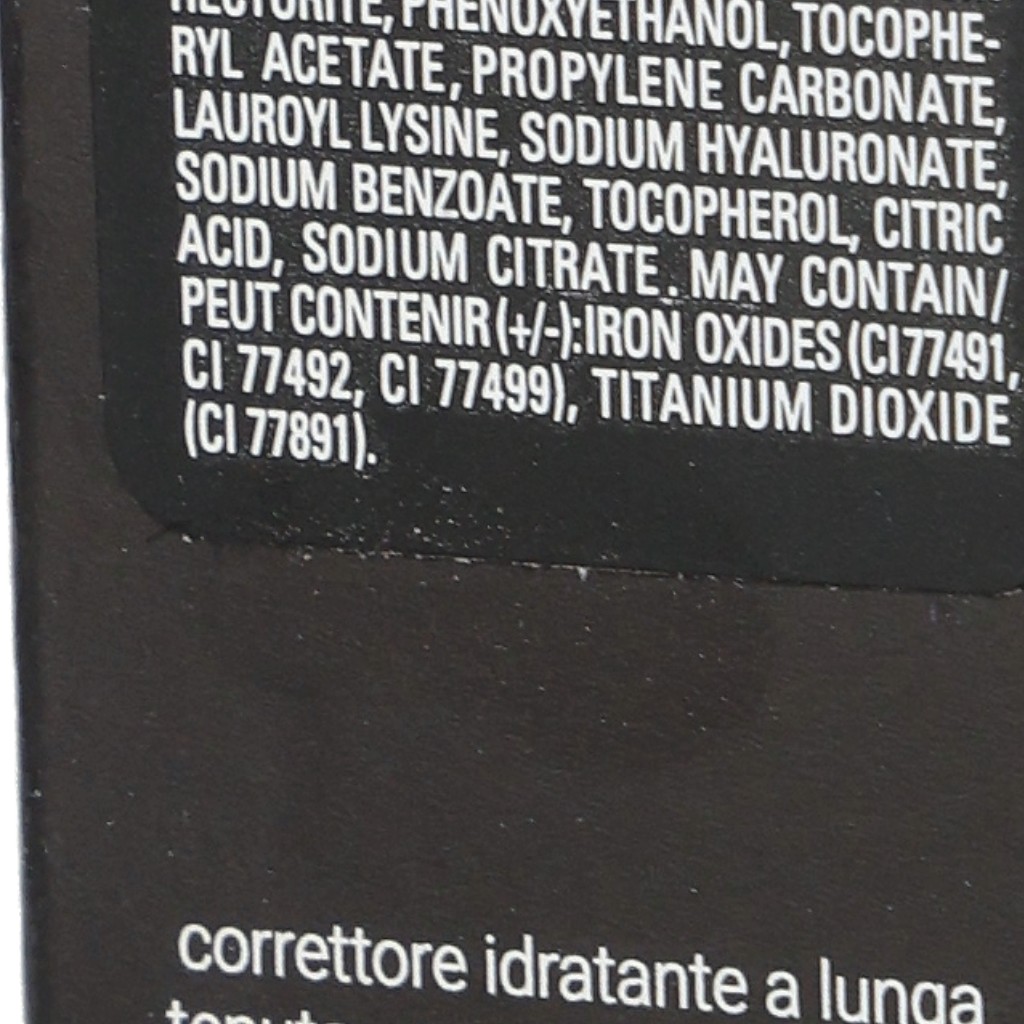 HECTORITE, PHENOXYETHANOL, TOCOPHE-
RYL ACETATE, PROPYLENE CARBONATE,
LAUROYL LYSINE, SODIUM HYALURONATE,
SODIUM BENZOATE, TOCOPHEROL, CITRIC
ACID, SODIUM CITRATE. MAY CONTAIN/
PEUT CONTENIR (+/-): IRON OXIDES (CI 77491,
CI 77492, CI 77499), TITANIUM DIOXIDE
(CI 77891).
correttore idratante a lunga